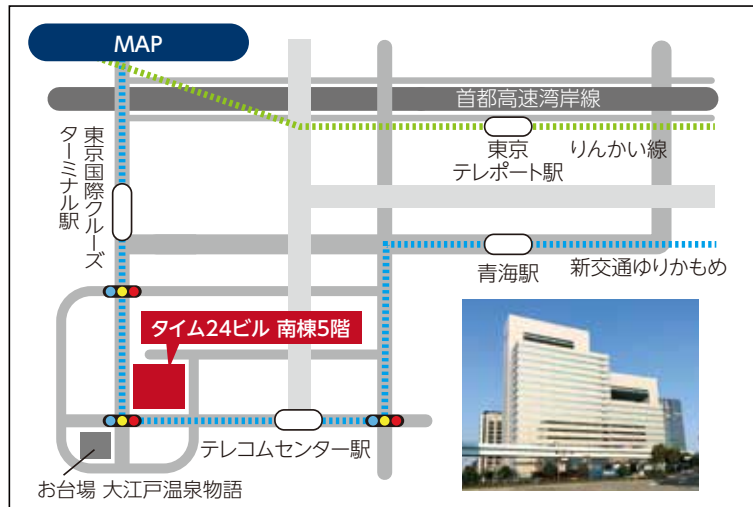 MAP
首都高速湾岸線
東京
テレポート駅
りんかい線
東京国際クルーズ
ターミナル駅
青海駅
新交通ゆりかもめ
タイム24ビル 南棟5階
テレコムセンター駅
お台場 大江戸温泉物語